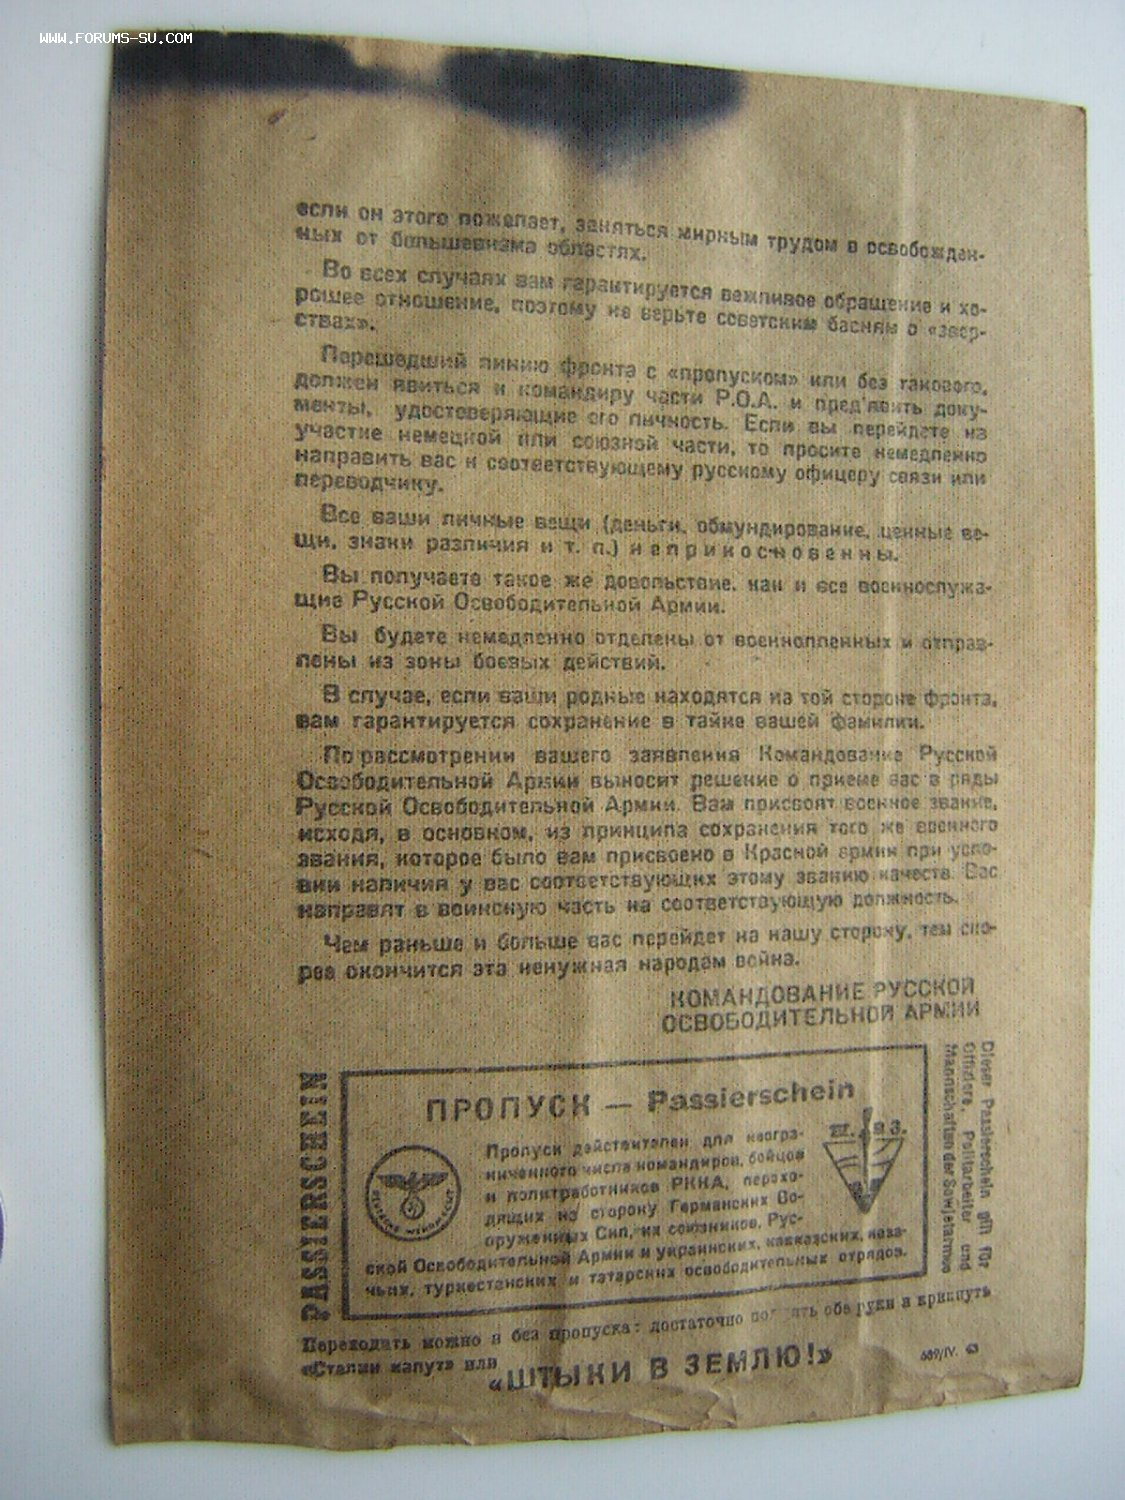 WWW.FORUMS-SU.COM
если он этого пожелает, заняться мирным трудом в освобожден-
ных от большевизма областях.
Во всех случаях вам гарантируется вежливое обращение и хо-
рошее отношение, поэтому не верьте советским басням о «звер-
ствах».
Перешедший линию фронта с «пропуском» или без такового,
должен явиться к командиру части Р.О.А. и пред'явить доку-
менты, удостоверяющие его личность. Если вы перейдете на
участке немецкой или союзной части, то просите немедленно
направить вас к соответствующему русскому офицеру связи или
переводчику.
Все ваши личные вещи (деньги, обмундирование, ценные ве-
щи, знаки различия и т. п.) неприкосновенны.
Вы получаете такое же довольствие, как и все военнослужа-
щие Русской Освободительной Армии.
Вы будете немедленно отделены от военнопленных и отправ-
лены из зоны боевых действий.
В случае, если ваши родные находятся на той стороне фронта,
вам гарантируется сохранение в тайне вашей фамилии.
По рассмотрении вашего заявления Командование Русской
Освободительной Армии выносит решение о приеме вас в ряды
Русской Освободительной Армии. Вам присвоят военное звание,
исходя, в основном, из принципа сохранения того же военного
звания, которое было вам присвоено в Красной армии при усло-
вии наличия у вас соответствующих этому званию качеств. Вас
направят в воинскую часть на соответствующую должность.
Чем раньше и больше вас перейдет на нашу сторону, тем ско-
рее окончится эта ненужная народам война.
КОМАНДОВАНИЕ РУССКОЙ
ОСВОБОДИТЕЛЬНОЙ АРМИИ
PASSIERSCHEIN
ПРОПУСК — Passierschein
DEUTSCHE WEHRMACHT
Пропуск действителен для неогра-
ниченного числа командиров, бойцов
и политработников РККА, перехо-
дящих на сторону Германских Во-
оруженных Сил, их союзников, Рус-
ской Освободительной Армии и украинских, кавказских, каза-
чьих, туркестанских и татарских освободительных отрядов.
Dieser Passierschein gilt für
Offiziere, Politarbeiter und
Mannschaften der Sowjetarmee
Переходить можно и без пропуска: достаточно поднять обе руки и крикнуть
«Сталин капут» или
«ШТЫКИ В ЗЕМЛЮ!»
689/IV. 43